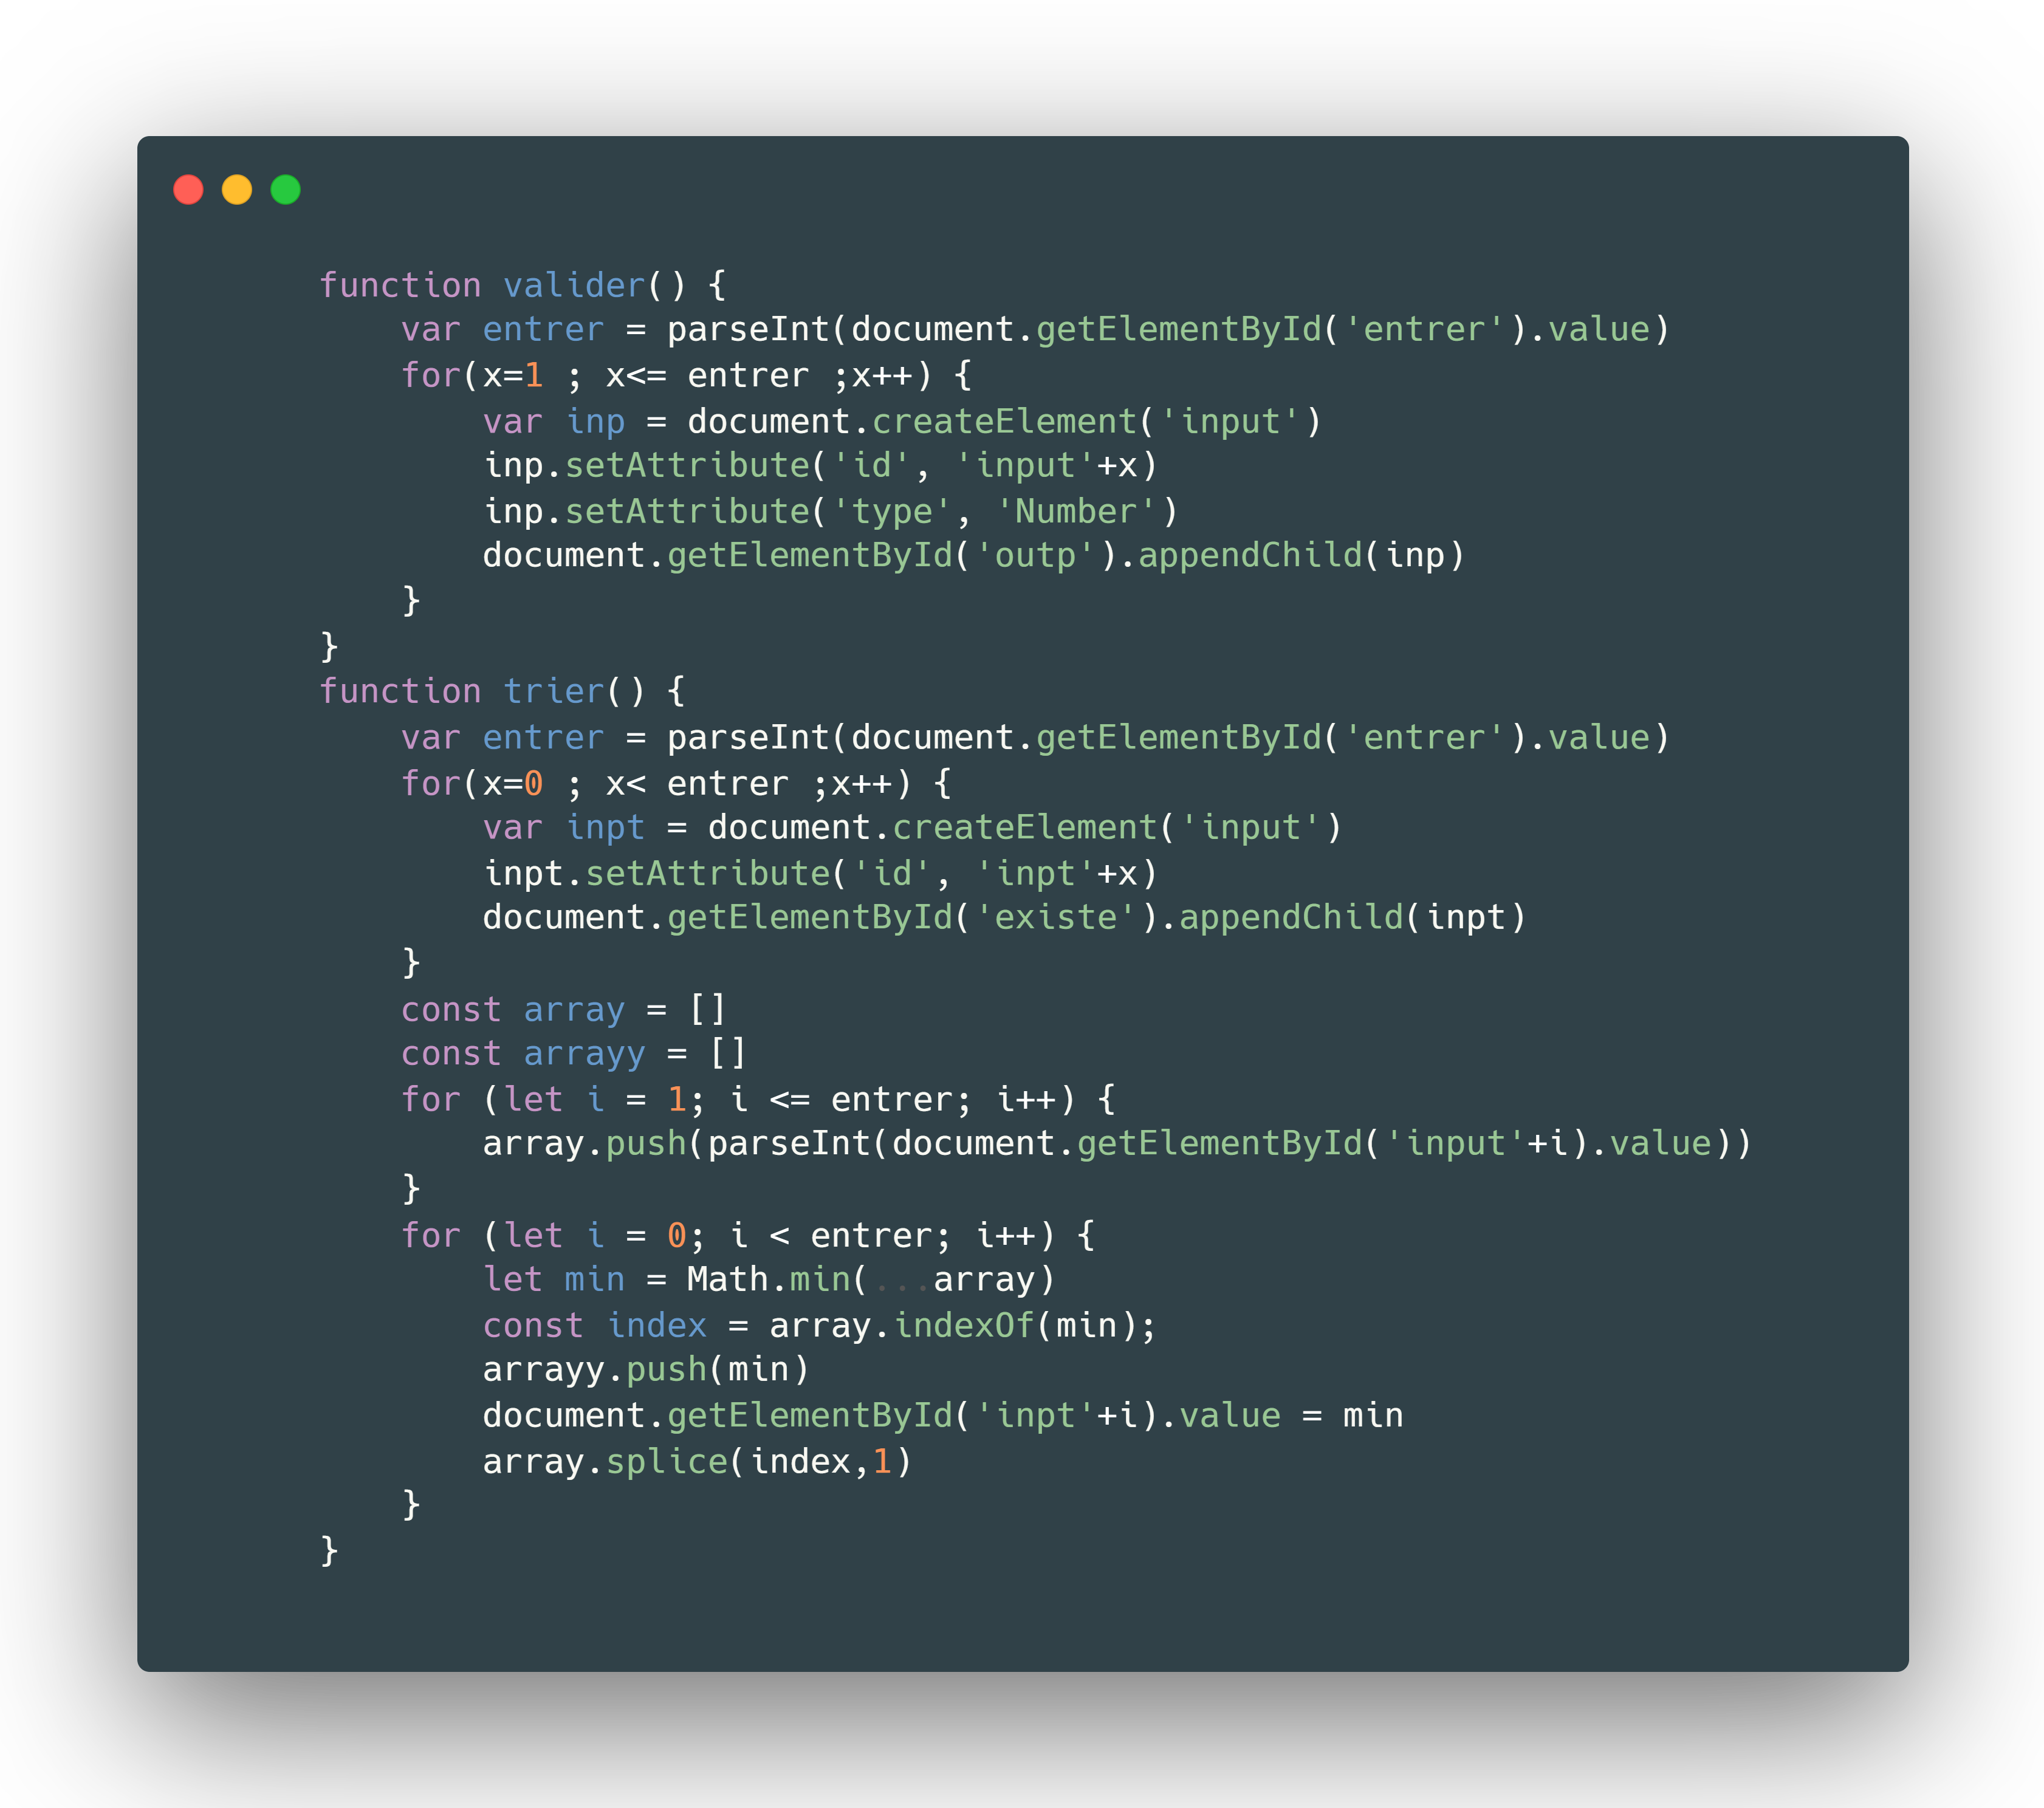 function valider() {
    var entrer = parseInt(document.getElementById('entrer').value)
    for(x=1 ; x<= entrer ;x++) {
        var inp = document.createElement('input')
        inp.setAttribute('id', 'input'+x)
        inp.setAttribute('type', 'Number')
        document.getElementById('outp').appendChild(inp)
    }
}
function trier() {
    var entrer = parseInt(document.getElementById('entrer').value)
    for(x=0 ; x< entrer ;x++) {
        var inpt = document.createElement('input')
        inpt.setAttribute('id', 'inpt'+x)
        document.getElementById('existe').appendChild(inpt)
    }
    const array = []
    const arrayy = []
    for (let i = 1; i <= entrer; i++) {
        array.push(parseInt(document.getElementById('input'+i).value))
    }
    for (let i = 0; i < entrer; i++) {
        let min = Math.min(...array)
        const index = array.indexOf(min);
        arrayy.push(min)
        document.getElementById('inpt'+i).value = min
        array.splice(index,1)
    }
}